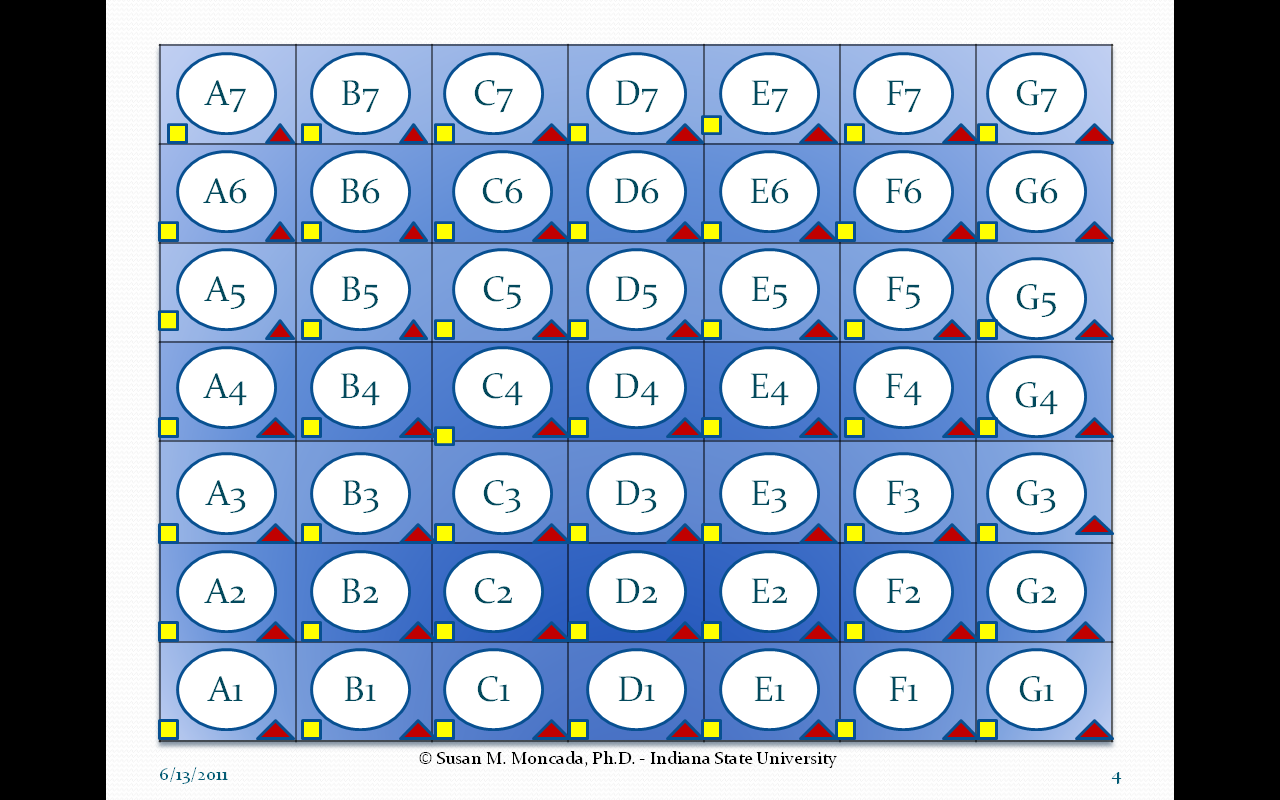 A7 B7 C7 D7 E7 F7 G7
A6 B6 C6 D6 E6 F6 G6
A5 B5 C5 D5 E5 F5 G5
A4 B4 C4 D4 E4 F4 G4
A3 B3 C3 D3 E3 F3 G3
A2 B2 C2 D2 E2 F2 G2
A1 B1 C1 D1 E1 F1 G1
© Susan M. Moncada, Ph.D. - Indiana State University
6/13/2011 4